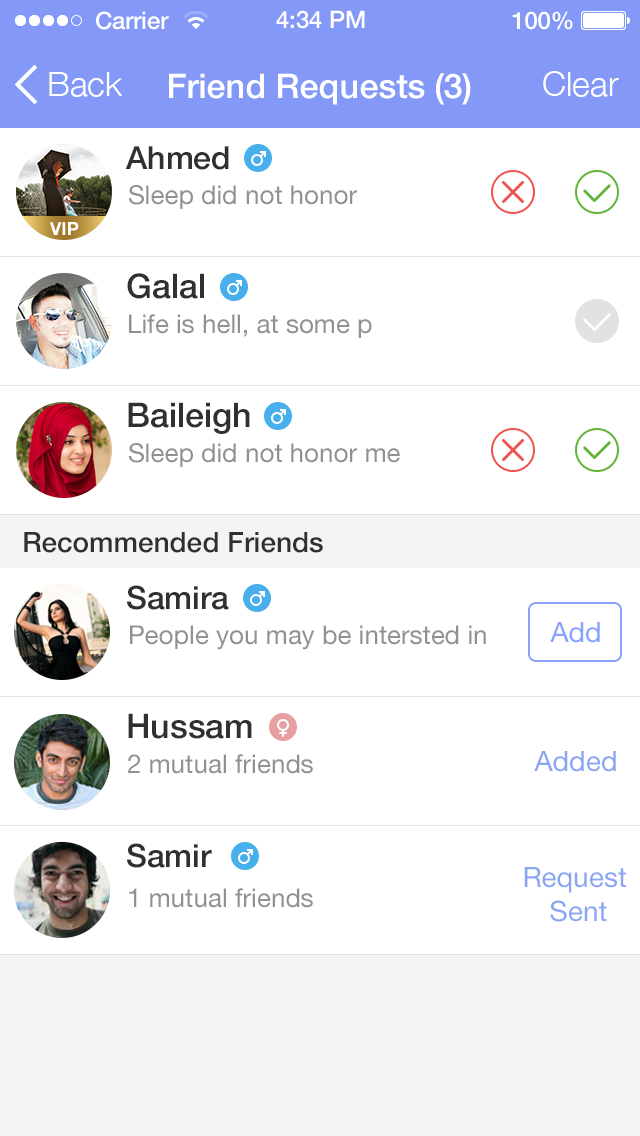 Carrier 4:34 PM 100%
Back Friend Requests (3) Clear
Ahmed
Sleep did not honor
VIP
Galal
Life is hell, at some p
Baileigh
Sleep did not honor me
Recommended Friends
Samira
People you may be intersted in
Add
Hussam
2 mutual friends
Added
Samir
1 mutual friends
Request
Sent